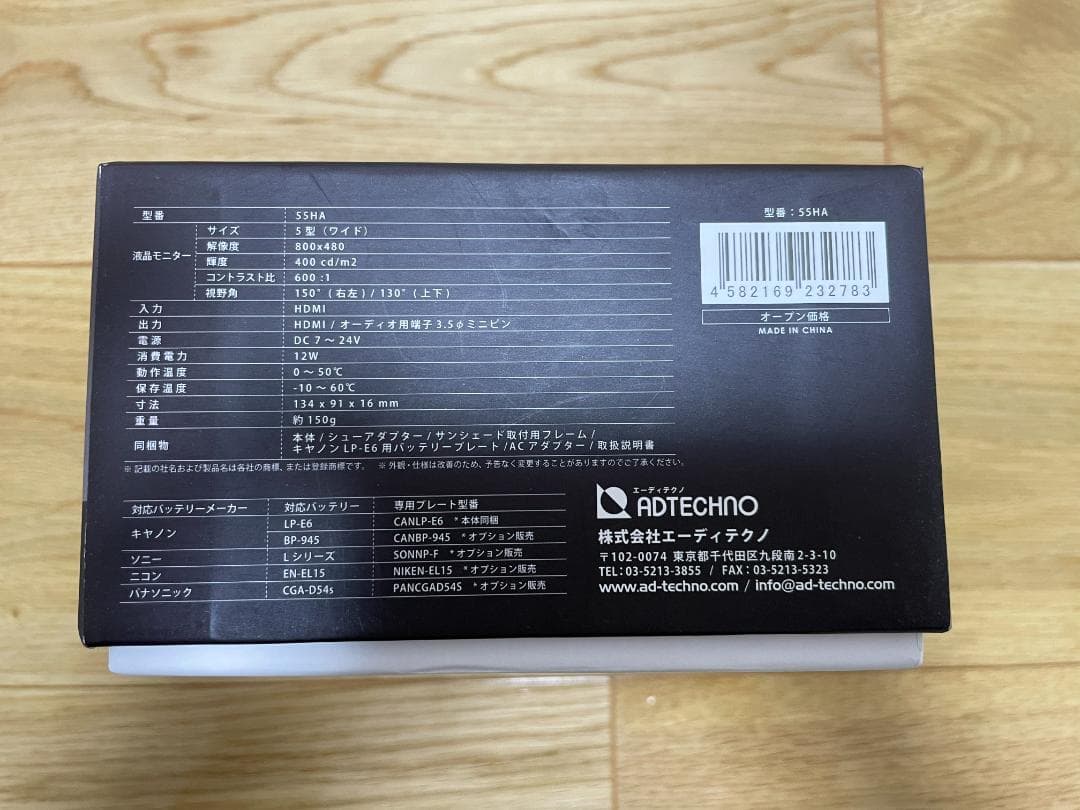 型番 55HA
液晶モニター サイズ 5型（ワイド）
解像度 800x480
輝度 400 cd/m2
コントラスト比 600 :1
視野角 150°（右左）/ 130°（上下）
入力 HDMI
出力 HDMI / オーディオ用端子 3.5φミニピン
電源 DC 7～24V
消費電力 12W
動作温度 0～50℃
保存温度 -10～60℃
寸法 134 x 91 x 16 mm
重量 約150g
同梱物 本体 / シューアダプター / サンシェード取付用フレーム /
キヤノン LP-E6 用バッテリープレート / AC アダプター / 取扱説明書
※ 記載の社名および製品名は各社の商標、または登録商標です。 ※ 外観・仕様は改善のため、予告なく変更することがありますのでご了承ください。
対応バッテリーメーカー 対応バッテリー 専用プレート型番
キヤノン LP-E6 CANLP-E6 *本体同梱
BP-945 CANBP-945 *オプション販売
ソニー Lシリーズ SONNP-F *オプション販売
ニコン EN-EL15 NIKEN-EL15 *オプション販売
パナソニック CGA-D54s PANCGAD54S *オプション販売
型番：55HA
4 582169 232783
オープン価格
MADE IN CHINA
エーディテクノ
ADTECHNO
株式会社エーディテクノ
〒102-0074 東京都千代田区九段南2-3-10
TEL：03-5213-3855 / FAX：03-5213-5323
www.ad-techno.com / info@ad-techno.com